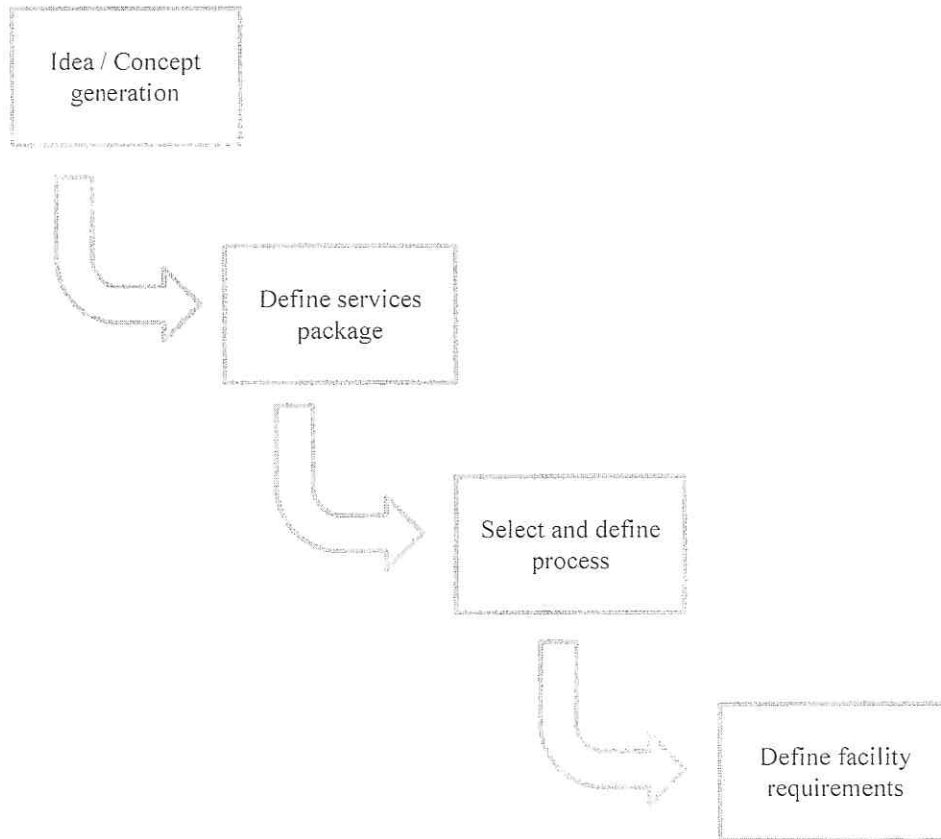 Idea / Concept
generation
Define services
package
Select and define
process
Define facility
requirements